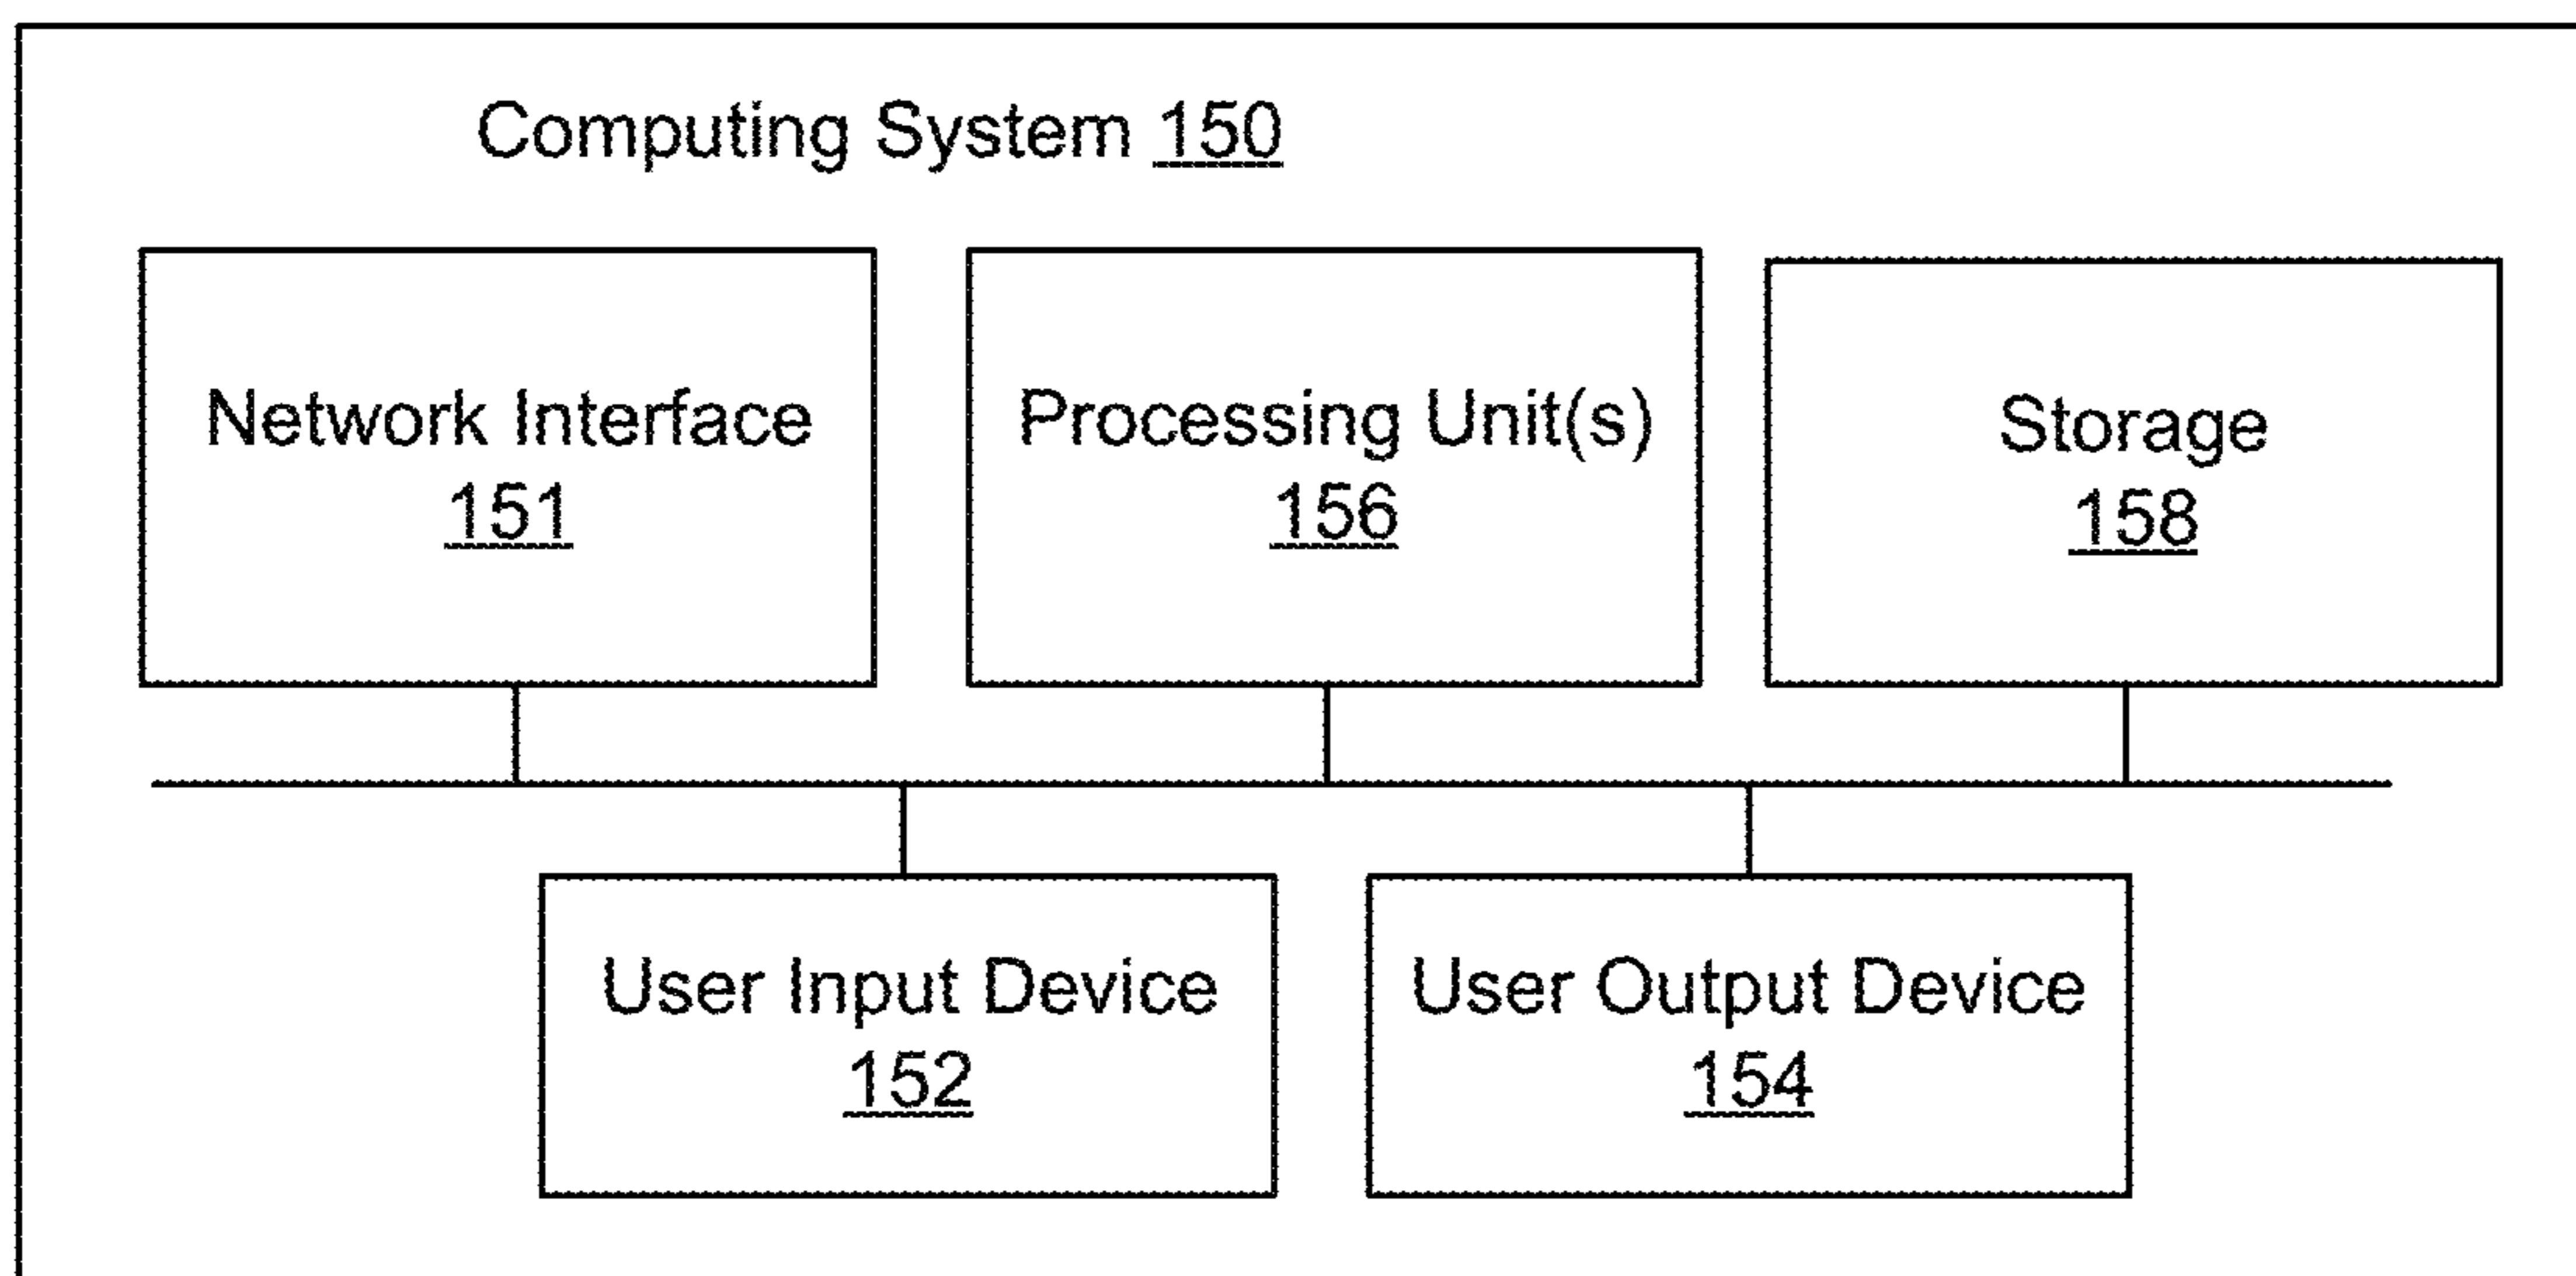 Computing System 150
Network Interface
151
Processing Unit(s)
156
Storage
158
User Input Device
152
User Output Device
154